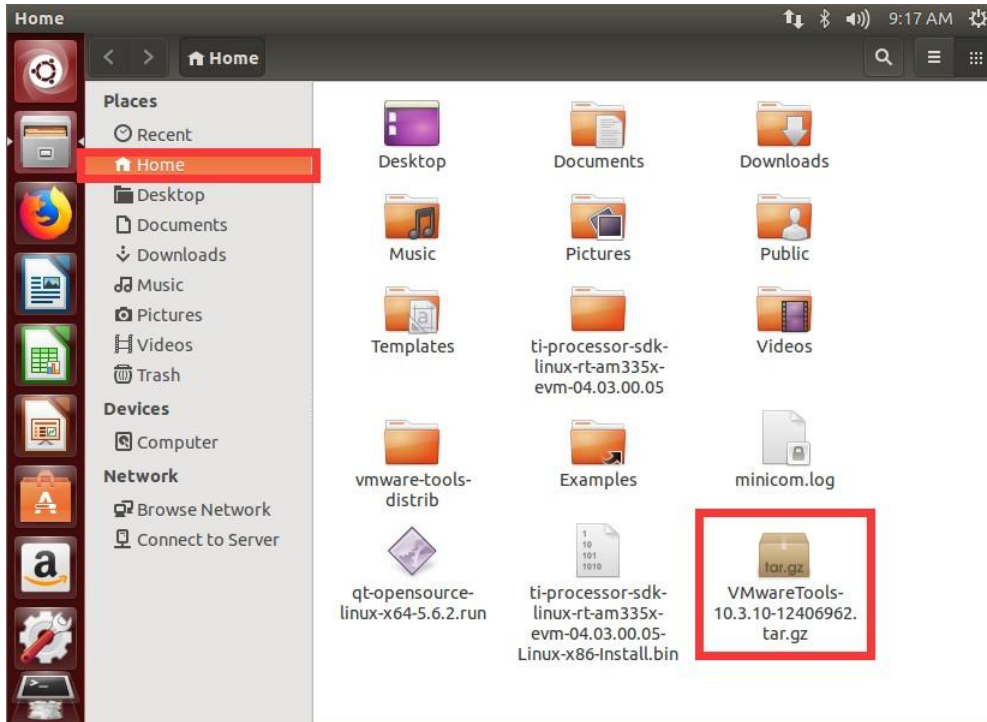 Home
9:17 AM
Home
Places
Recent
Home
Desktop
Documents
Downloads
Music
Pictures
Videos
Trash
Devices
Computer
Network
Browse Network
Connect to Server
Desktop
Documents
Downloads
Music
Pictures
Public
Templates
ti-processor-sdk-
linux-rt-am335x-
evm-04.03.00.05
Videos
vmware-tools-
distrib
Examples
minicom.log
qt-opensource-
linux-x64-5.6.2.run
1
10
101
1010
ti-processor-sdk-
linux-rt-am335x-
evm-04.03.00.05-
Linux-x86-Install.bin
tar.gz
VMwareTools-
10.3.10-12406962.
tar.gz